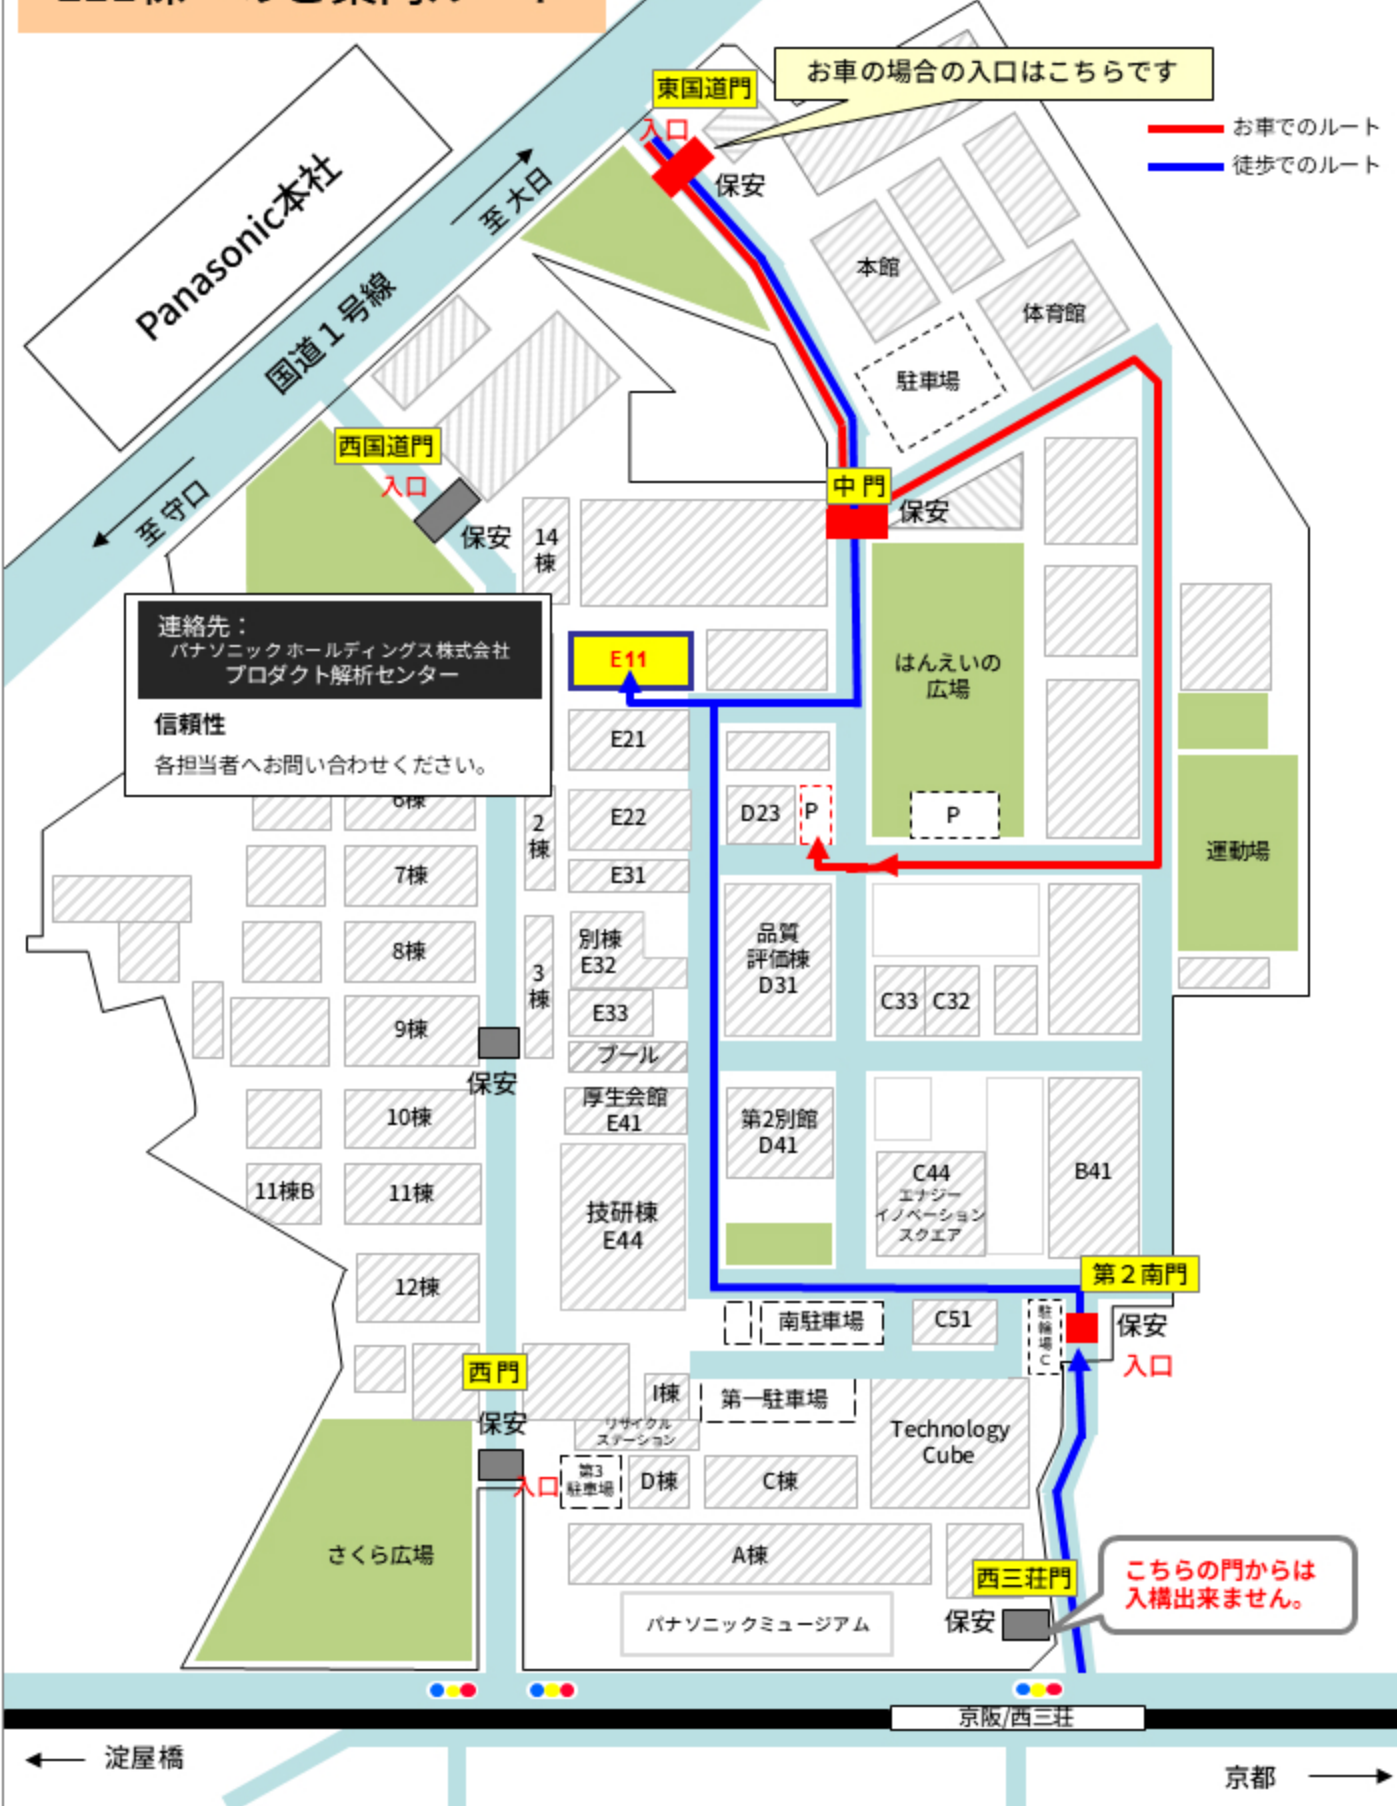 お車の場合の入口はこちらです
東国道門
入口
保安
お車でのルート
徒歩でのルート
Panasonic本社
至 大日
国道１号線
本館
体育館
駐車場
西国道門
入口
保安
至 守口
中 門
保安
14
棟
連絡先：
パナソニック ホールディングス株式会社
プロダクト解析センター
信頼性
各担当者へお問い合わせください。
E11
はんえいの
広場
E21
6棟
2
棟
E22
D23
P
P
運動場
7棟
E31
8棟
3
棟
別棟
E32
品質
評価棟
D31
9棟
E33
C33
C32
保安
プール
10棟
厚生会館
E41
第2別館
D41
11棟B
11棟
技研棟
E44
C44
エナジー
イノベーション
スクエア
B41
12棟
第２南門
南駐車場
C51
駐
輪
場
C
保安
入口
西 門
I棟
第一駐車場
保安
リサイクル
ステーション
Technology
Cube
入口
第3
駐車場
D棟
C棟
さくら広場
A棟
西三荘門
こちらの門からは
入構出来ません。
保安
パナソニックミュージアム
京阪/西三荘
淀屋橋
京都